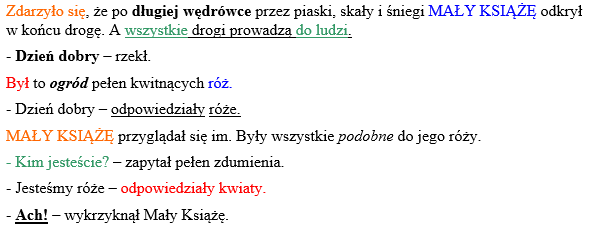 Zdarzyło się, że po długiej wędrówce przez piaski, skały i śniegi MAŁY KSIĄŻĘ odkrył
w końcu drogę. A wszystkie drogi prowadzą do ludzi.
- Dzień dobry – rzekł.
Był to ogród pełen kwitnących róż.
- Dzień dobry – odpowiedziały róże.
MAŁY KSIĄŻĘ przyglądał się im. Były wszystkie podobne do jego róży.
- Kim jesteście? – zapytał pełen zdumienia.
- Jesteśmy róże – odpowiedziały kwiaty.
- Ach! – wykrzyknął Mały Książę.